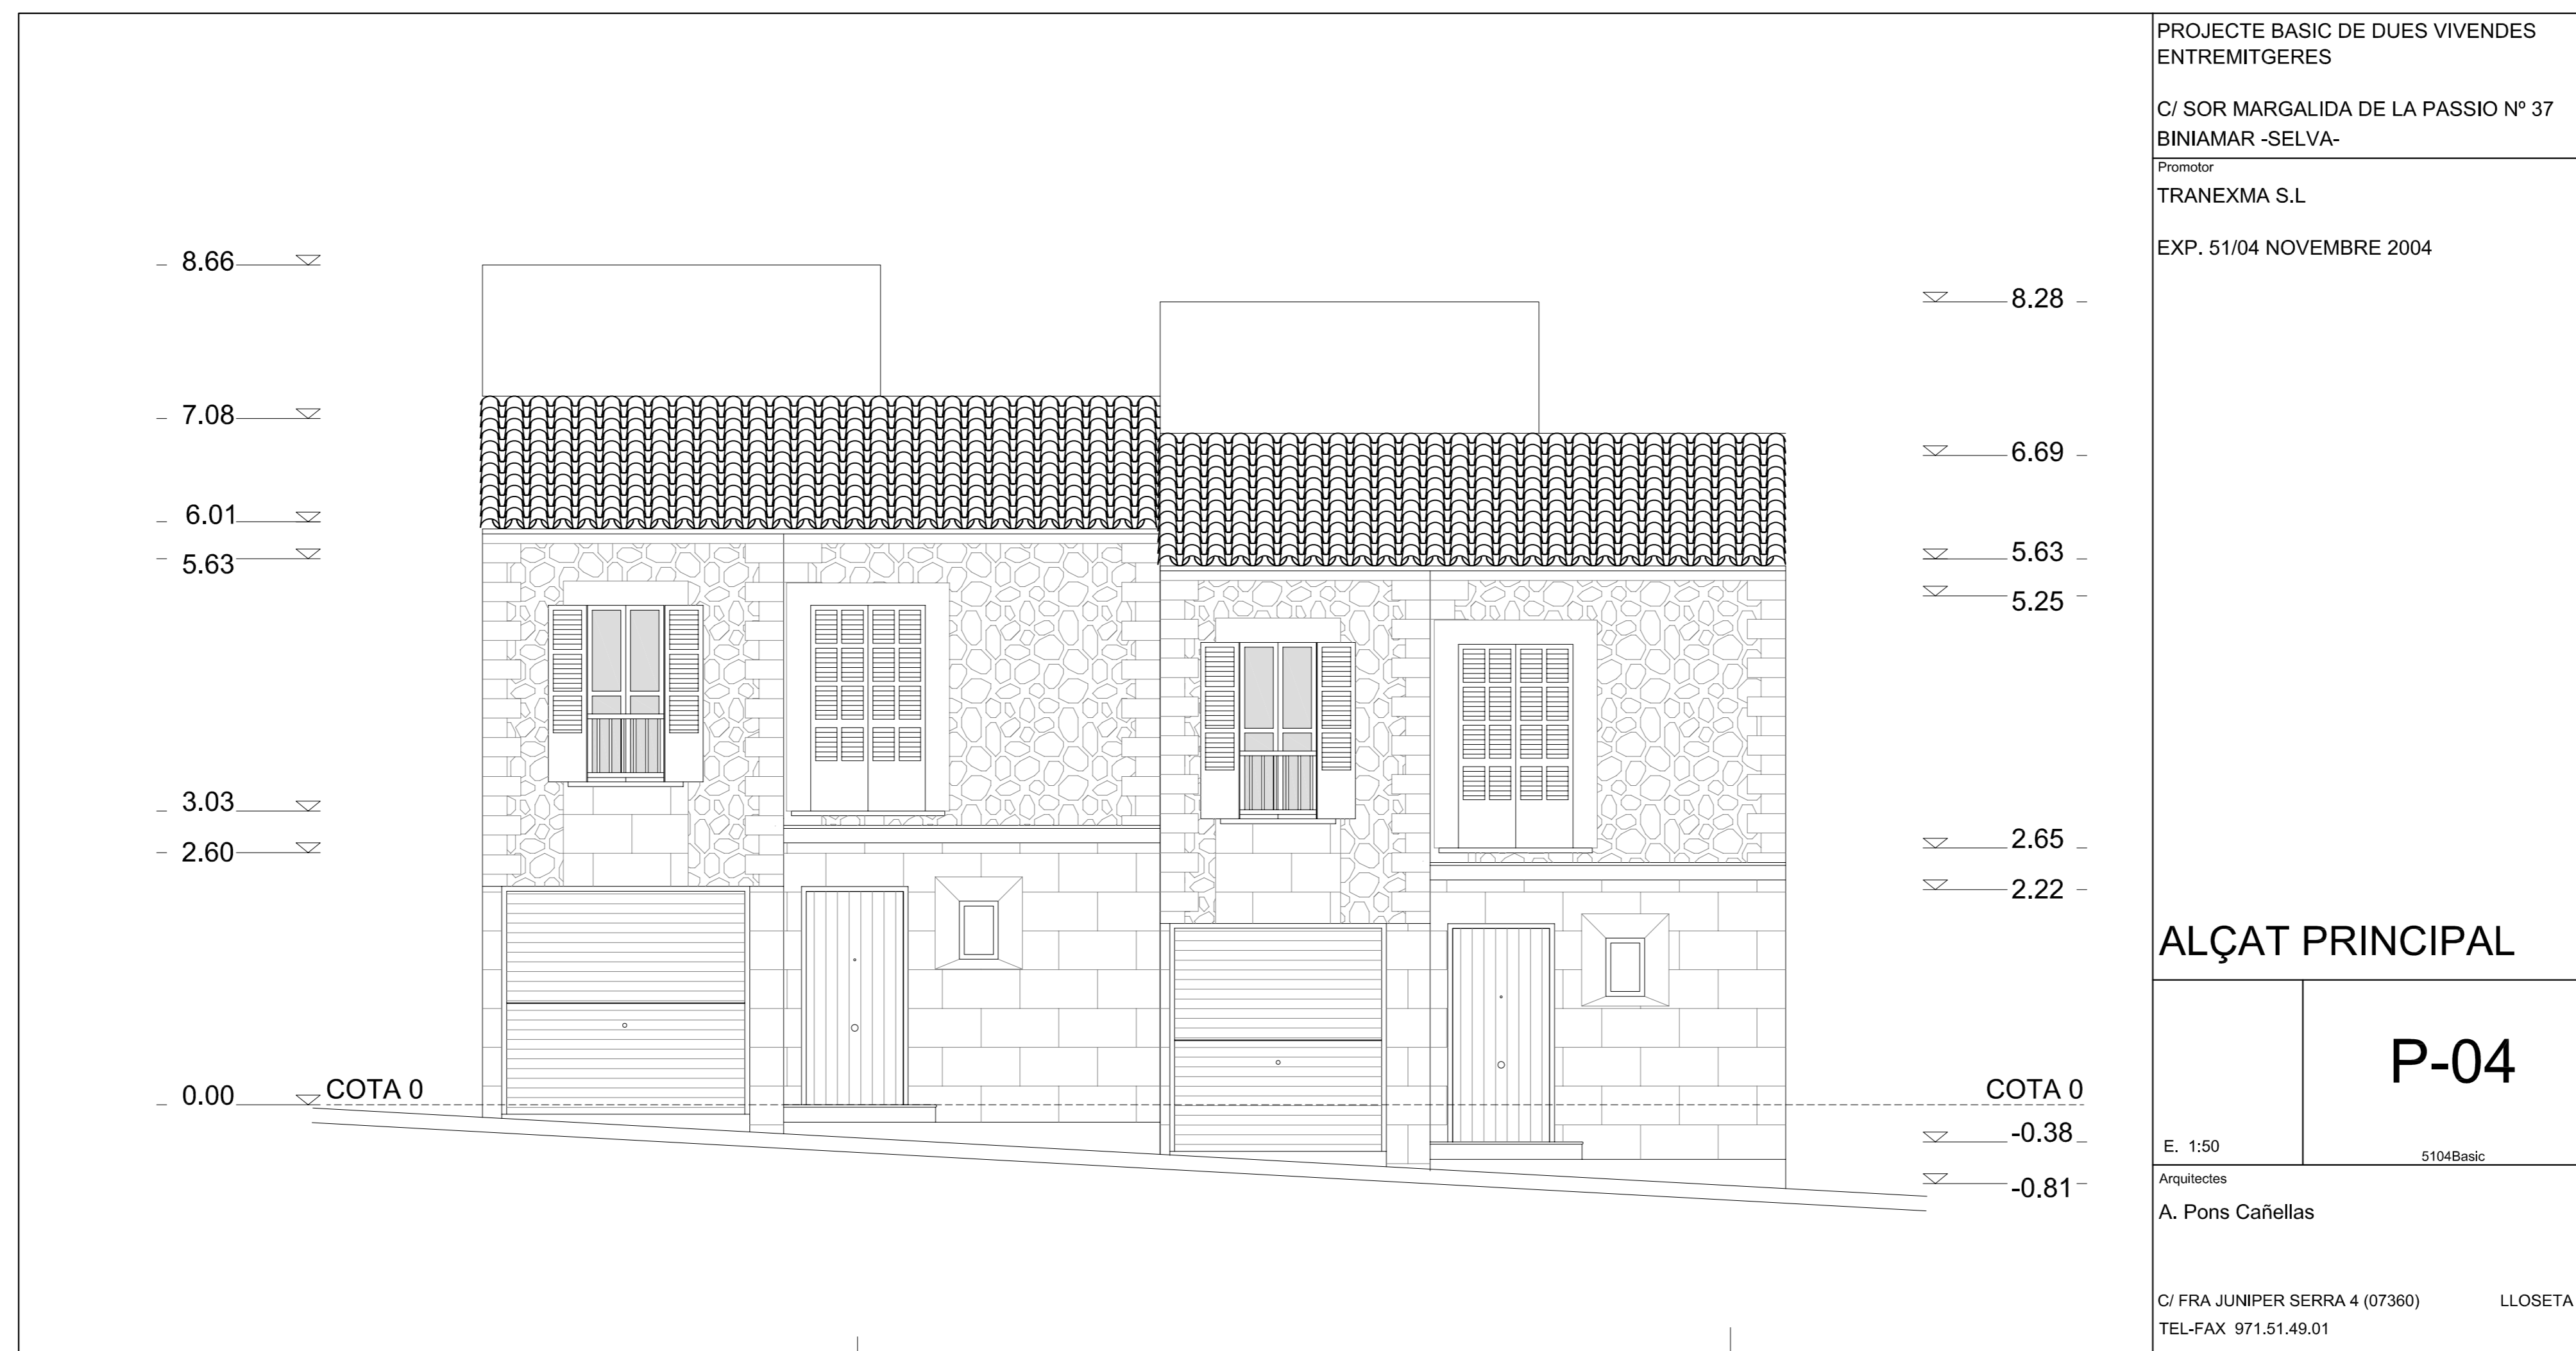 PROJECTE BASIC DE DUES VIVENDES
ENTREMITGERES
C/ SOR MARGALIDA DE LA PASSIO Nº 37
BINIAMAR -SELVA-
Promotor
TRANEXMA S.L
EXP. 51/04 NOVEMBRE 2004
8.66
7.08
6.01
5.63
3.03
2.60
0.00
COTA 0
8.28
6.69
5.63
5.25
2.65
2.22
COTA 0
-0.38
-0.81
ALÇAT PRINCIPAL
P-04
E. 1:50
5104Basic
Arquitectes
A. Pons Cañellas
C/ FRA JUNIPER SERRA 4 (07360) LLOSETA
TEL-FAX 971.51.49.01